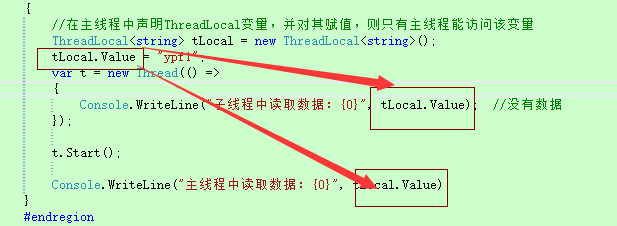 {
//在主线程中声明ThreadLocal变量，并对其赋值，则只有主线程能访问该变量
ThreadLocal<string> tLocal = new ThreadLocal<string>();
tLocal.Value = "ypf1";
var t = new Thread(() =>
{
Console.WriteLine("子线程中读取数据：{0}", tLocal.Value); //没有数据
});
t.Start();
Console.WriteLine("主线程中读取数据：{0}", tLocal.Value)
}
#endregion